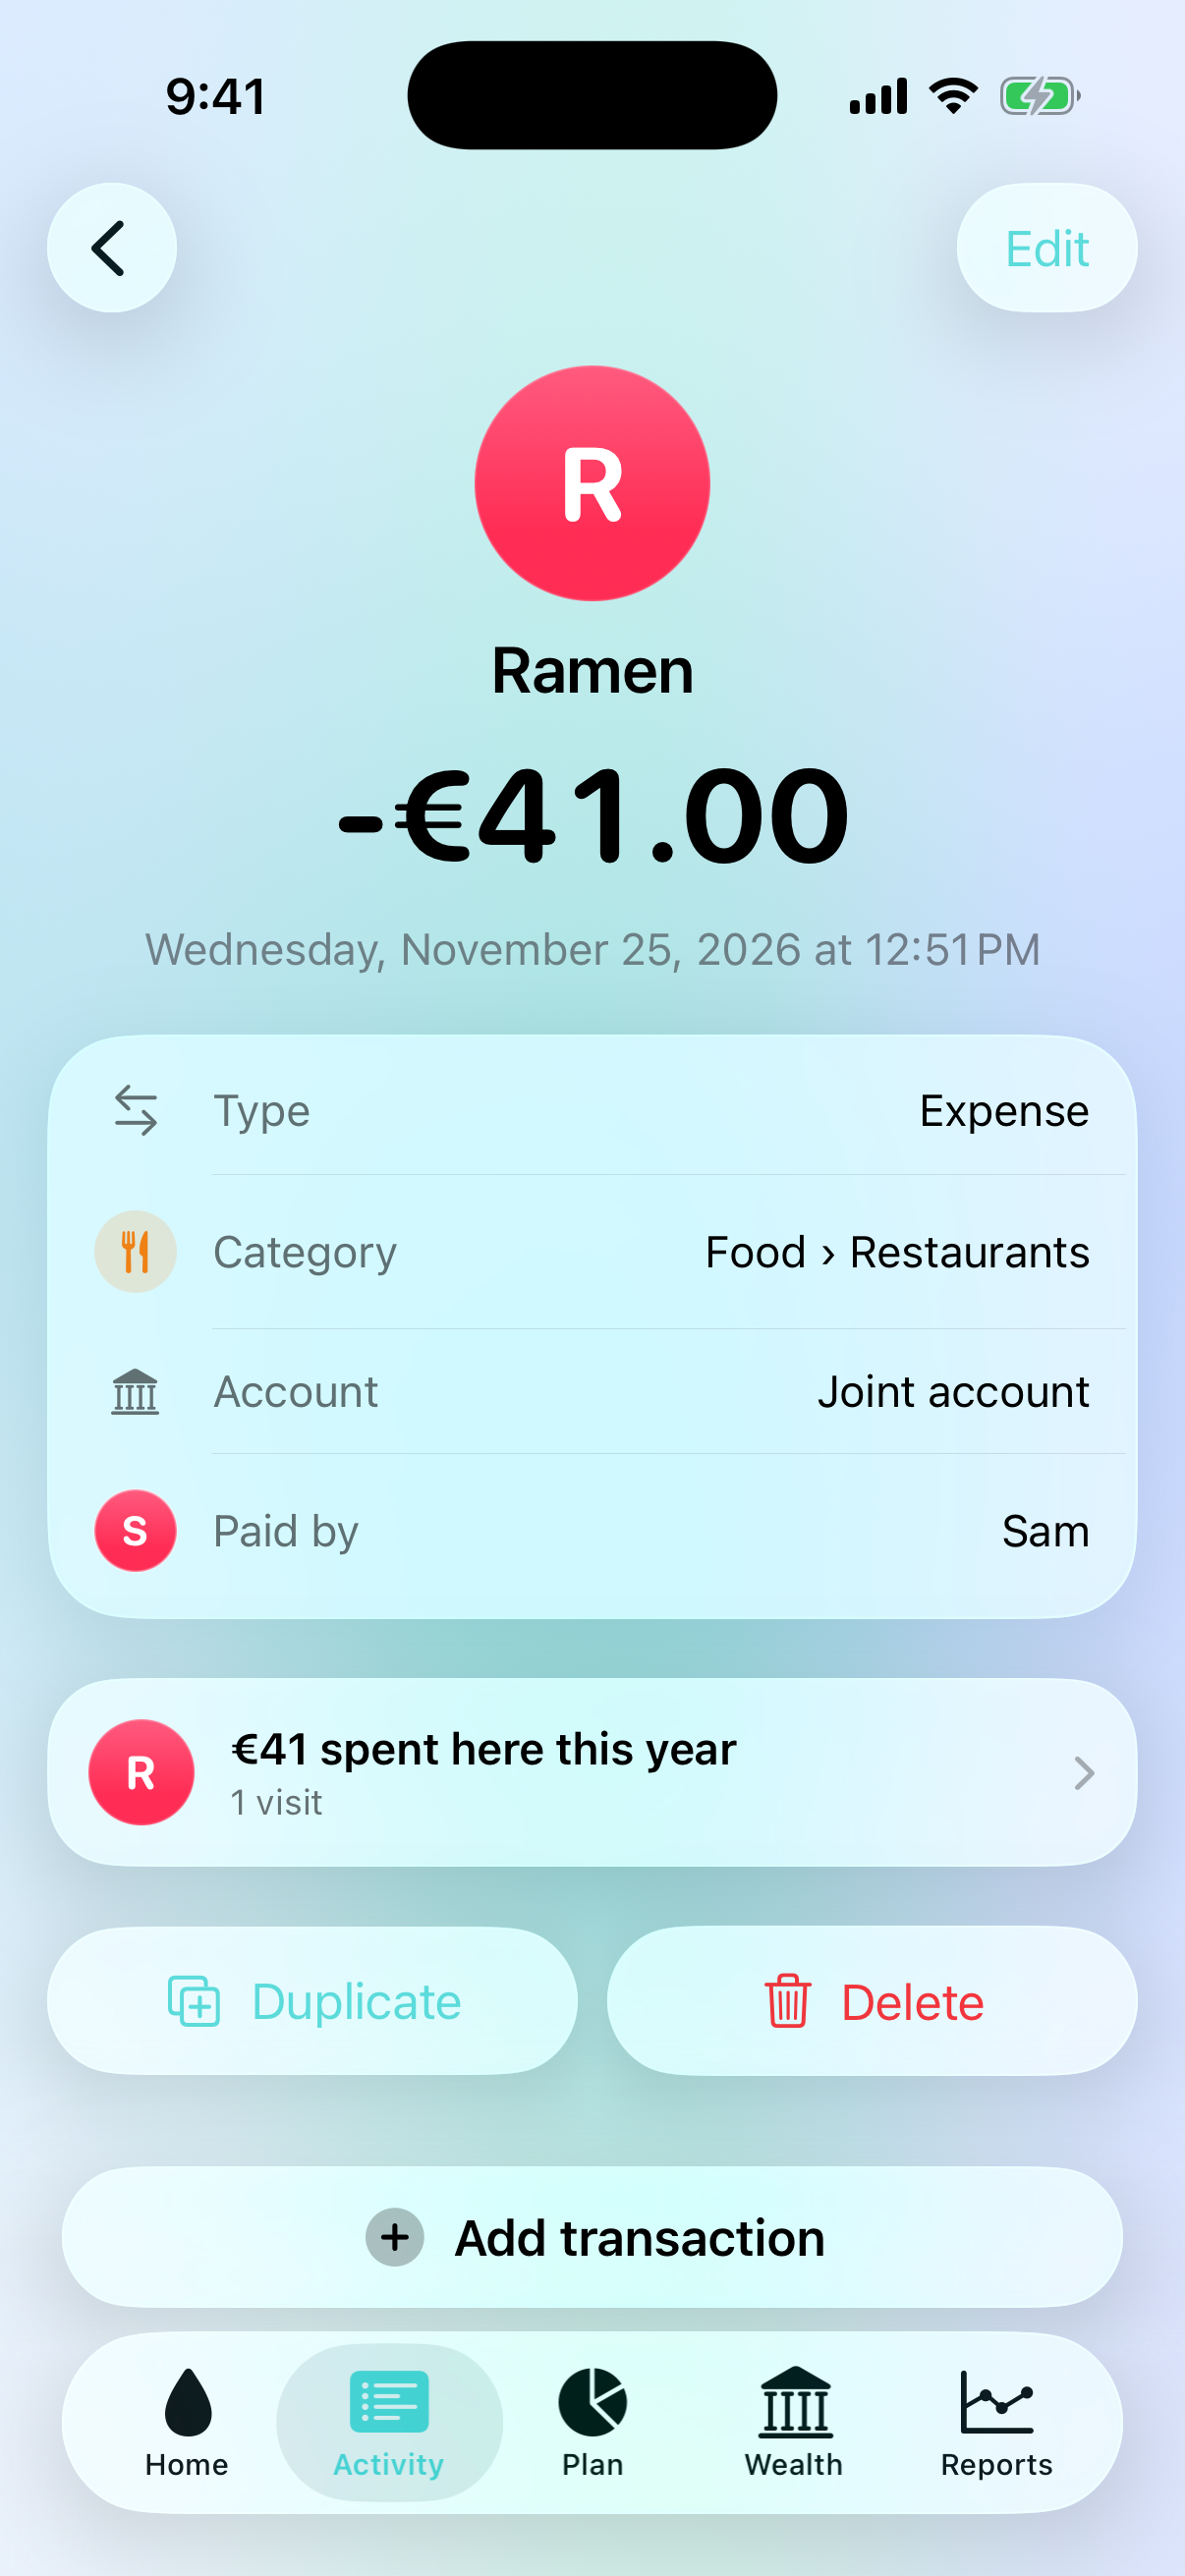 9:41
Edit
R
Ramen
-€41.00
Wednesday, November 25, 2026 at 12:51 PM
Type Expense
Category Food › Restaurants
Account Joint account
S Paid by Sam
R €41 spent here this year
1 visit
Duplicate Delete
Add transaction
Home Activity Plan Wealth Reports